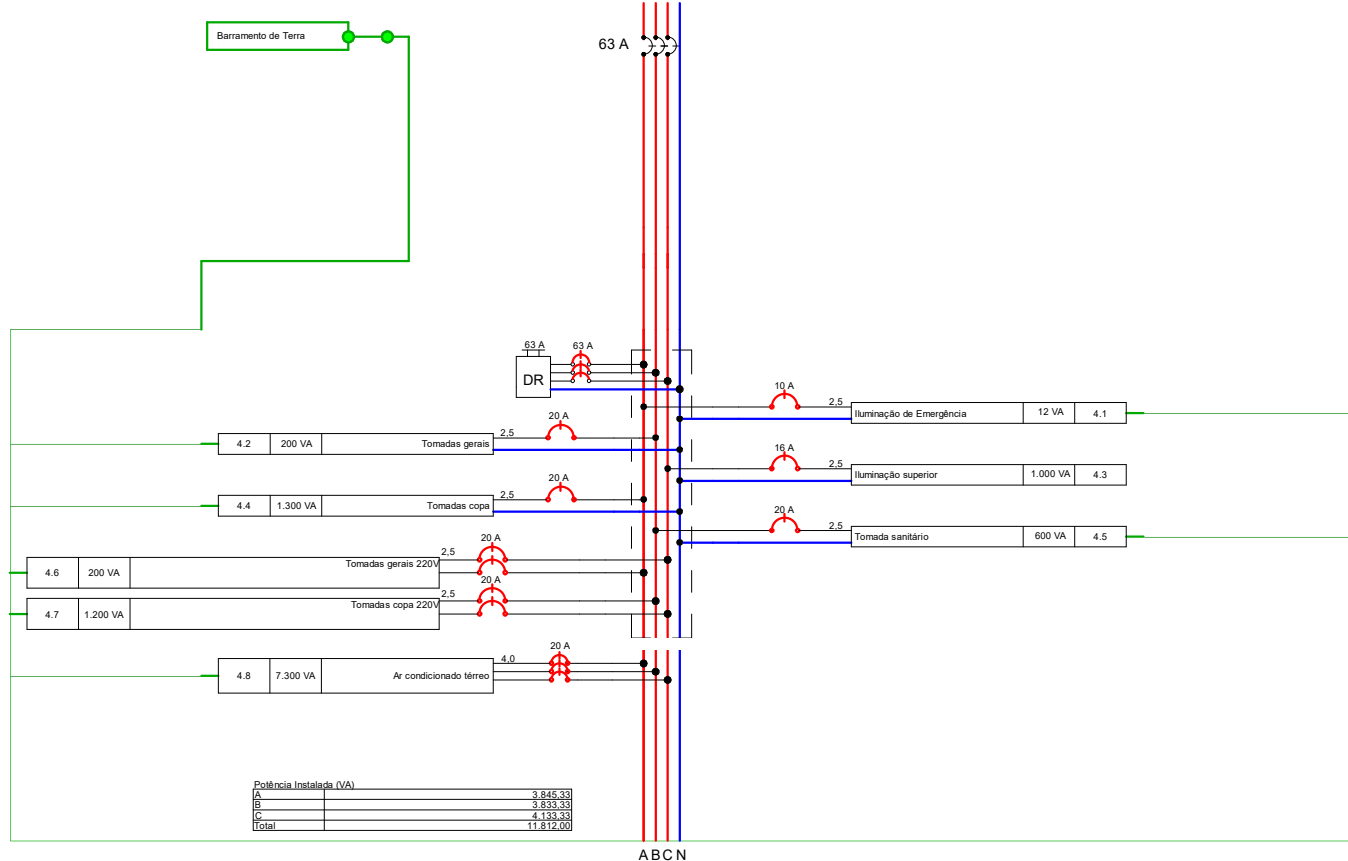 Barramento de Terra
63 A
63 A 63 A
DR
10 A
2,5
Iluminação de Emergência 12 VA 4.1
20 A
2,5
4.2 200 VA Tomadas gerais
16 A
2,5
Iluminação superior 1.000 VA 4.3
20 A
2,5
4.4 1.300 VA Tomadas copa
20 A
2,5
Tomada sanitário 600 VA 4.5
20 A
2,5
4.6 200 VA Tomadas gerais 220V
20 A
2,5
4.7 1.200 VA Tomadas copa 220V
20 A
4,0
4.8 7.300 VA Ar condicionado térreo
Potência Instalada (VA)
A 3.845,33
B 3.833,33
C 4.133,33
Total 11.812,00
A B C N